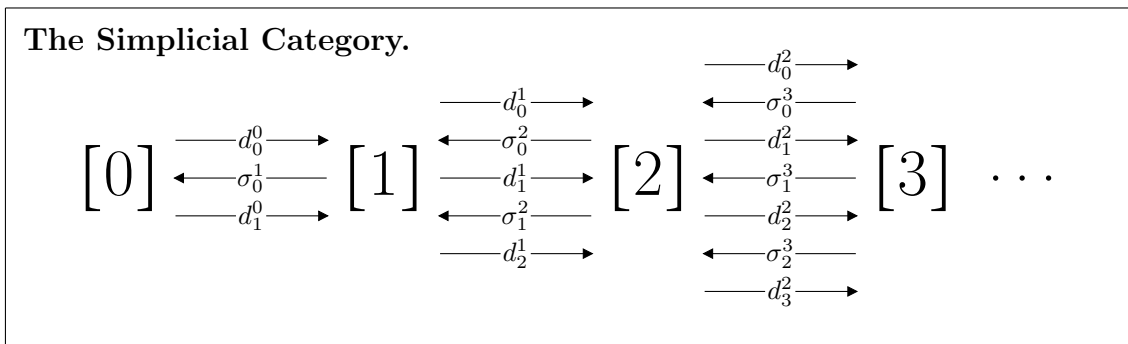 The Simplicial Category.
[0] d_0^0 σ_0^1 d_1^0 [1] d_0^1 σ_0^2 d_1^1 σ_1^2 d_2^1 [2] d_0^2 σ_0^3 d_1^2 σ_1^3 d_2^2 σ_2^3 d_3^2 [3] ···